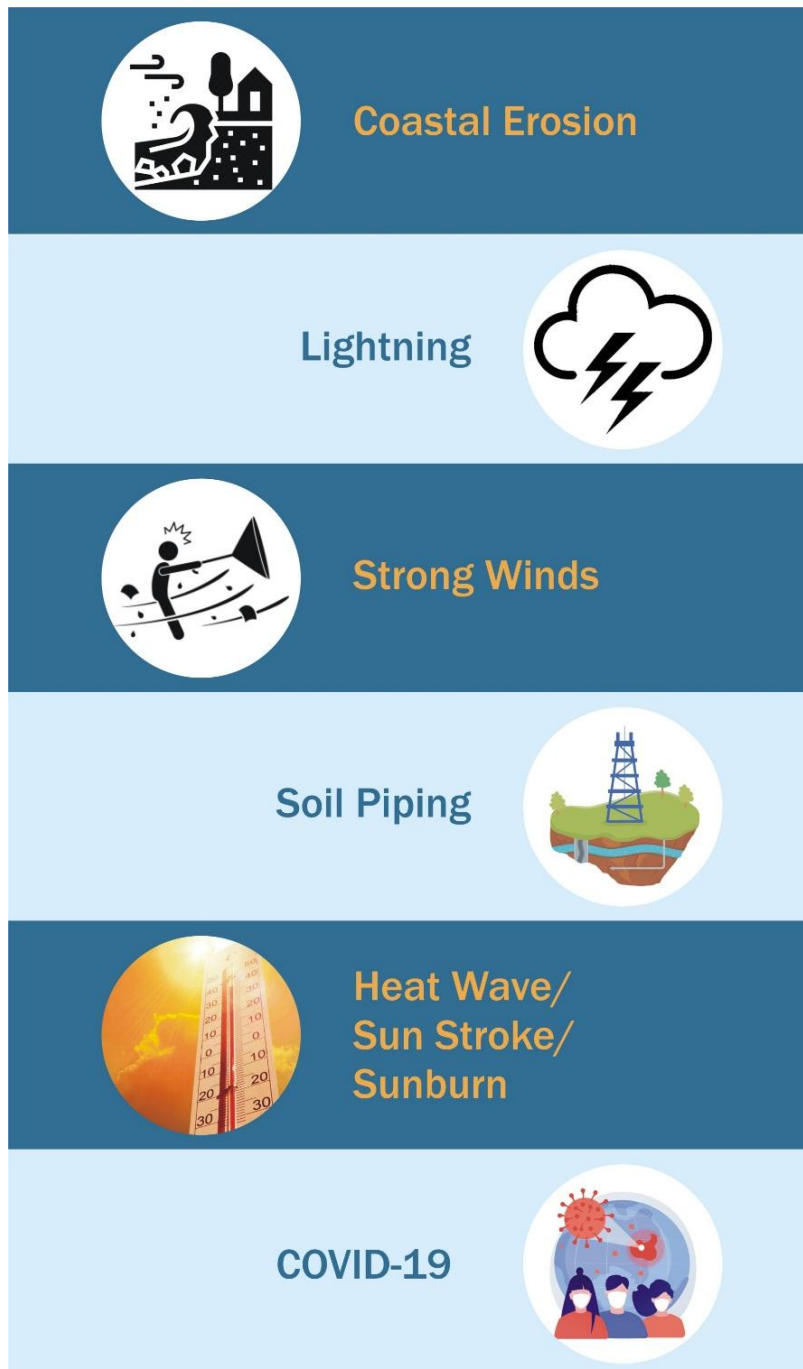 Coastal Erosion
Lightning
Strong Winds
Soil Piping
Heat Wave/
Sun Stroke/
Sunburn
COVID-19